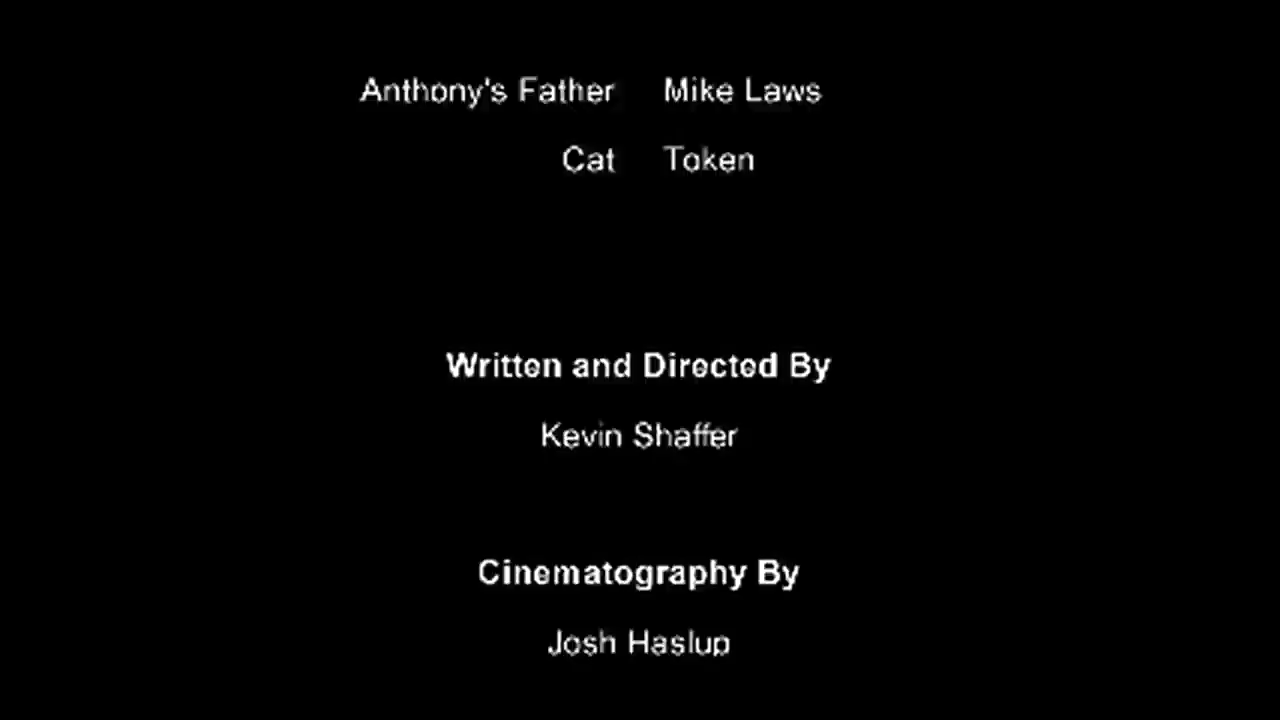 Anthony's Father Mike Laws
Cat Token
Written and Directed By
Kevin Shaffer
Cinematography By
Josh Haslup